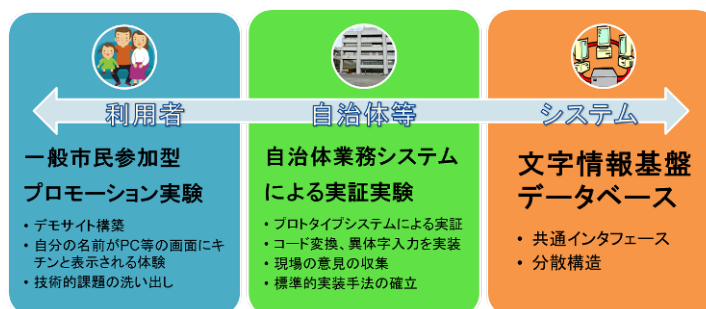 利用者
自治体等
システム
一般市民参加型
プロモーション実験
• デモサイト構築
• 自分の名前がPC等の画面にキ
チンと表示される体験
• 技術的課題の洗い出し
自治体業務システム
による実証実験
• プロトタイプシステムによる実証
• コード変換、異体字入力を実装
• 現場の意見の収集
• 標準的実装手法の確立
文字情報基盤
データベース
• 共通インタフェース
• 分散構造